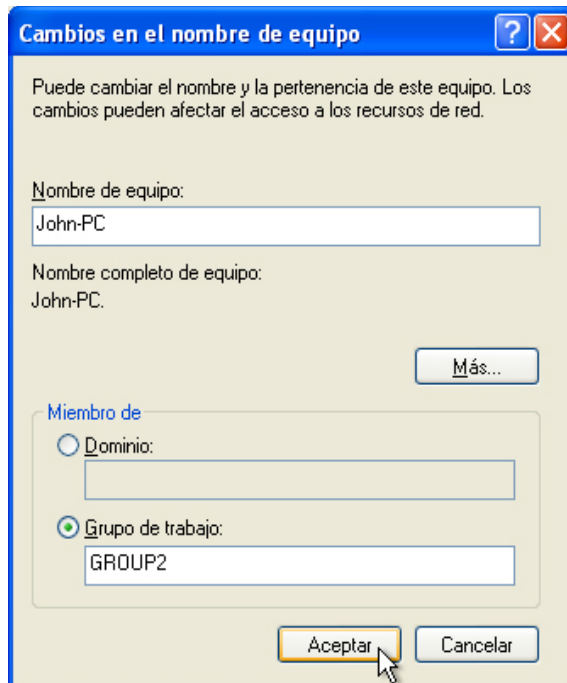 Cambios en el nombre de equipo
?
Puede cambiar el nombre y la pertenencia de este equipo. Los
cambios pueden afectar el acceso a los recursos de red.
Nombre de equipo:
John-PC
Nombre completo de equipo:
John-PC.
Más...
Miembro de
Dominio:
Grupo de trabajo:
GROUP2
Aceptar Cancelar